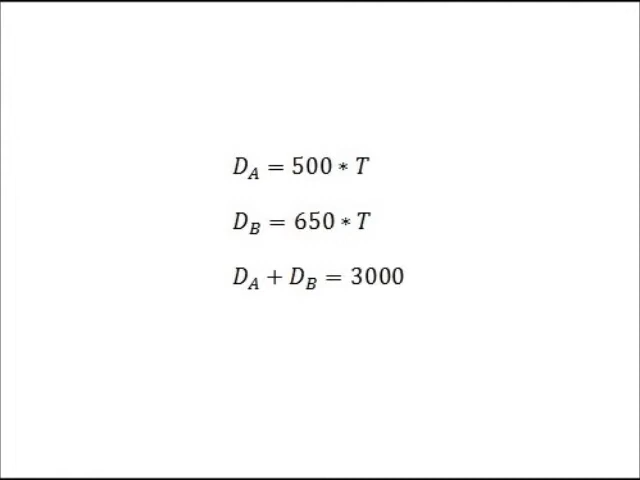 D_A = 500 * T
D_B = 650 * T
D_A + D_B = 3000